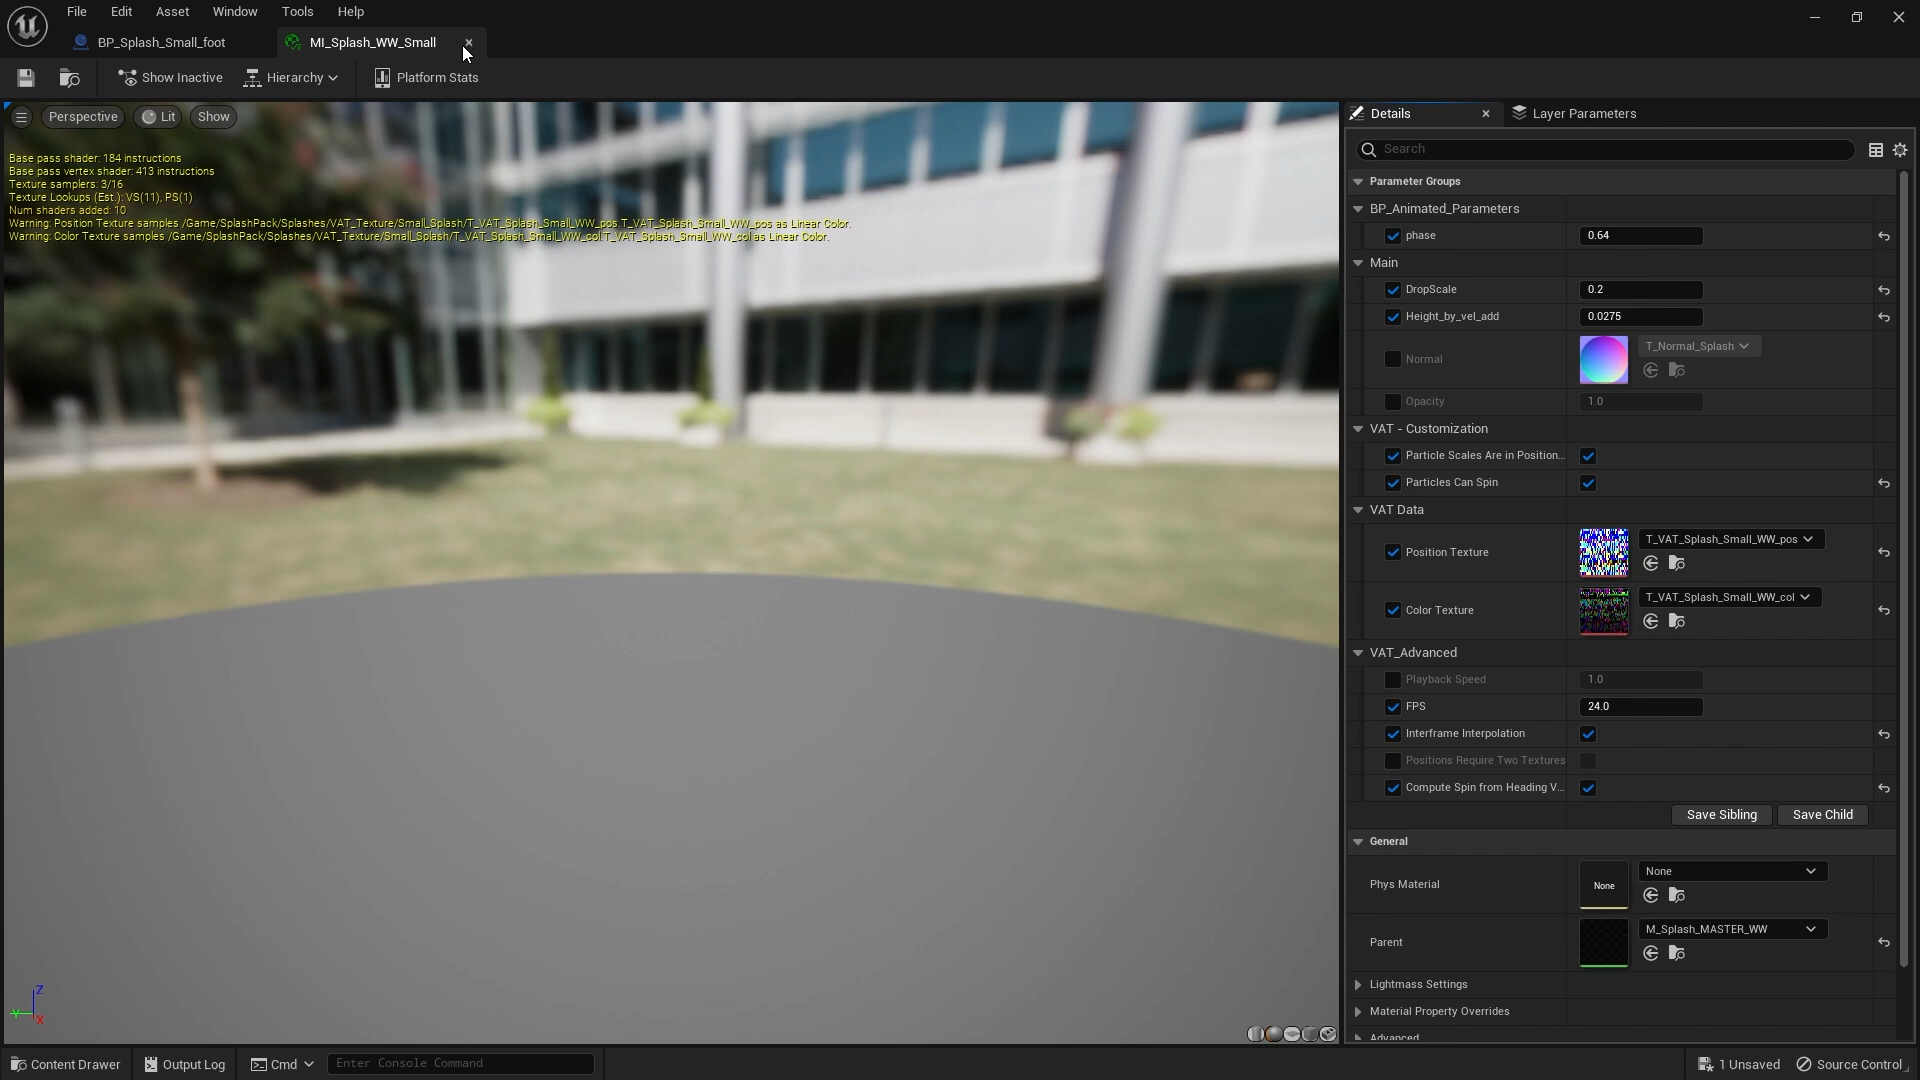 File Edit Asset Window Tools Help
BP_Splash_Small_foot MI_Splash_WW_Small
Show Inactive Hierarchy Platform Stats
Perspective Lit Show
Base pass shader: 184 instructions
Base pass vertex shader: 413 instructions
Texture samplers: 3/16
Texture Lookups (Est.): VS(11), PS(1)
Num shaders added: 10
Warning: Position Texture samples /Game/SplashPack/Splashes/VAT_Texture/Small_Splash/T_VAT_Splash_Small_WW_pos.T_VAT_Splash_Small_WW_pos as Linear Color.
Warning: Color Texture samples /Game/SplashPack/Splashes/VAT_Texture/Small_Splash/T_VAT_Splash_Small_WW_col.T_VAT_Splash_Small_WW_col as Linear Color.
Z
Y
X
Details Layer Parameters
Search
Parameter Groups
BP_Animated_Parameters
phase 0.64
Main
DropScale 0.2
Height_by_vel_add 0.0275
Normal T_Normal_Splash
Opacity 1.0
VAT - Customization
Particle Scales Are in Position...
Particles Can Spin
VAT Data
Position Texture T_VAT_Splash_Small_WW_pos
Color Texture T_VAT_Splash_Small_WW_col
VAT_Advanced
Playback Speed 1.0
FPS 24.0
Interframe Interpolation
Positions Require Two Textures
Compute Spin from Heading V...
Save Sibling Save Child
General
Phys Material None None
Parent M_Splash_MASTER_WW
Lightmass Settings
Material Property Overrides
Advanced
Content Drawer Output Log Cmd Enter Console Command 1 Unsaved Source Control